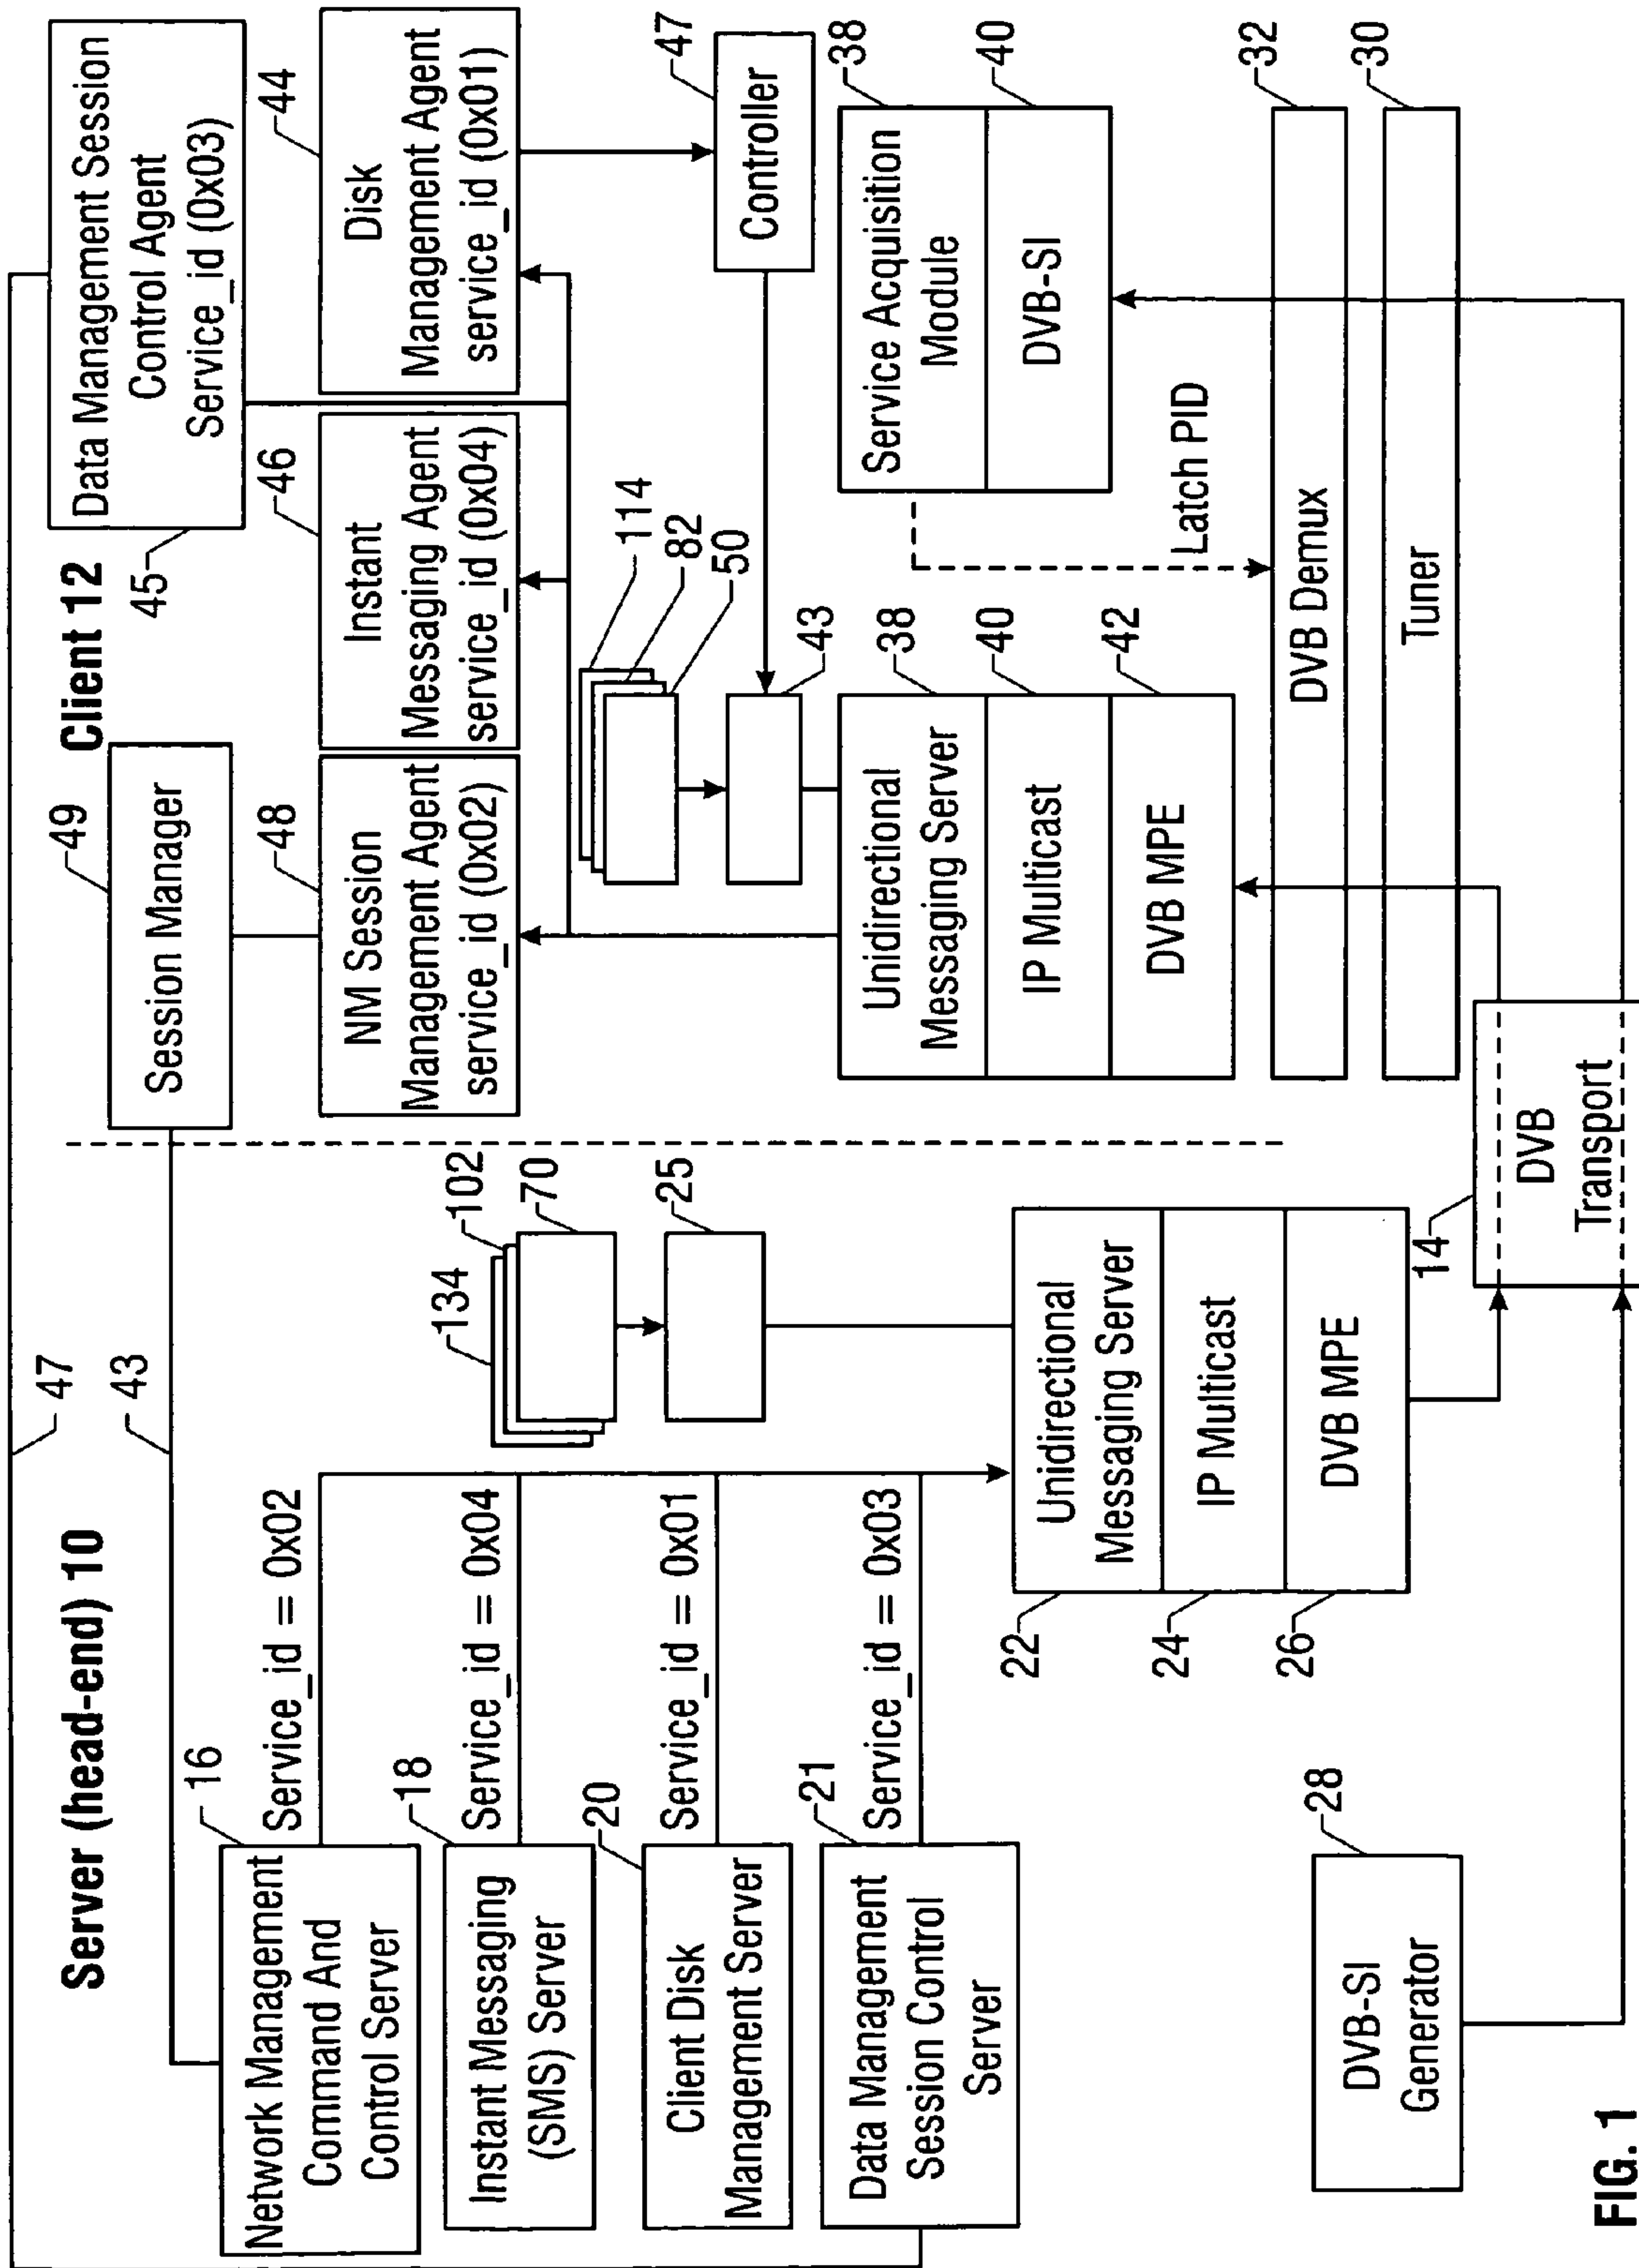 Server (head-end) 10
47
43
16
Network Management
Command And
Control Server
Service_id = 0x02
18
Instant Messaging
(SMS) Server
Service_id = 0x04
20
Client Disk
Management Server
Service_id = 0x01
21
Data Management
Session Control
Server
Service_id = 0x03
134
102
70
25
22
Unidirectional
Messaging Server
24
IP Multicast
26
DVB MPE
28
DVB-SI
Generator
14
DVB
Transport
Client 12
49
Session Manager
45
Data Management Session
Control Agent
Service_id (0x03)
48
NM Session
Management Agent
service_id (0x02)
46
Instant
Messaging Agent
service_id (0x04)
44
Disk
Management Agent
service_id (0x01)
114
82
50
43
47
Controller
38
Unidirectional
Messaging Server
40
IP Multicast
42
DVB MPE
38
Service Acquisition
Module
40
DVB-SI
Latch PID
32
DVB Demux
30
Tuner
FIG. 1